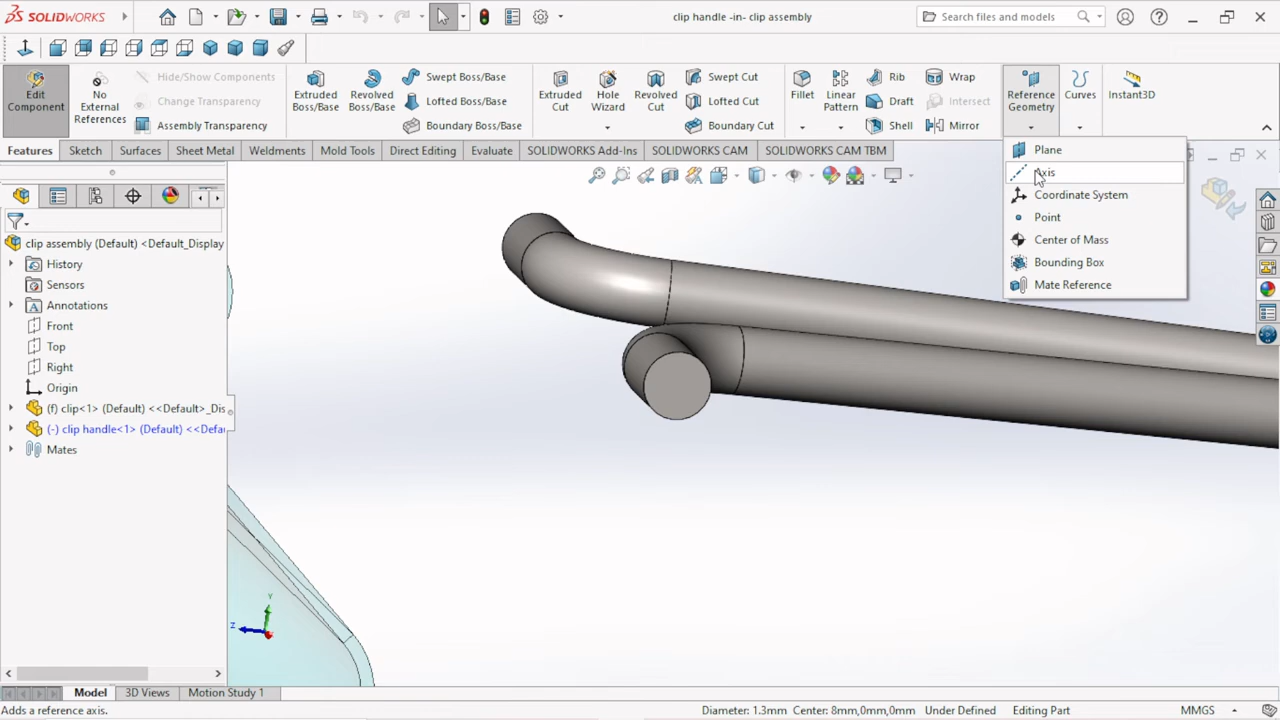 SOLIDWORKS
clip handle -in- clip assembly
Search files and models
Edit Component
No External References
Hide/Show Components
Change Transparency
Assembly Transparency
Extruded Boss/Base
Revolved Boss/Base
Swept Boss/Base
Lofted Boss/Base
Boundary Boss/Base
Extruded Cut
Hole Wizard
Revolved Cut
Swept Cut
Lofted Cut
Boundary Cut
Fillet
Linear Pattern
Rib
Draft
Shell
Wrap
Intersect
Mirror
Reference Geometry
Curves
Instant3D
Features
Sketch
Surfaces
Sheet Metal
Weldments
Mold Tools
Direct Editing
Evaluate
SOLIDWORKS Add-Ins
SOLIDWORKS CAM
SOLIDWORKS CAM TBM
Plane
Axis
Coordinate System
Point
Center of Mass
Bounding Box
Mate Reference
clip assembly (Default) <Default_Display
History
Sensors
Annotations
Front
Top
Right
Origin
(f) clip<1> (Default) <<Default>_Dis
(-) clip handle<1> (Default) <<Defau
Mates
Y
Z
Model
3D Views
Motion Study 1
Adds a reference axis.
Diameter: 1.3mm Center: 8mm,0mm,0mm
Under Defined
Editing Part
MMGS